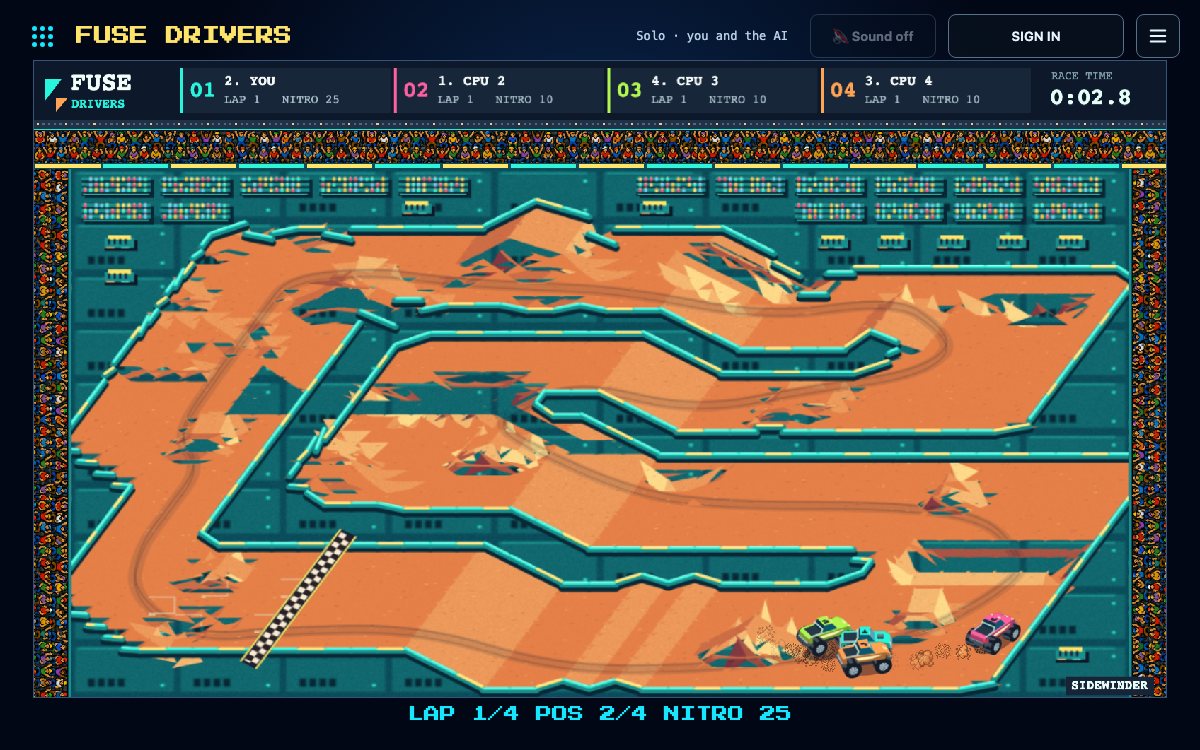 FUSE DRIVERS
Solo · you and the AI
Sound off
SIGN IN
FUSE
DRIVERS
01 2. YOU
LAP 1 NITRO 25
02 1. CPU 2
LAP 1 NITRO 10
03 4. CPU 3
LAP 1 NITRO 10
04 3. CPU 4
LAP 1 NITRO 10
RACE TIME
0:02.8
SIDEWINDER
LAP 1/4 POS 2/4 NITRO 25